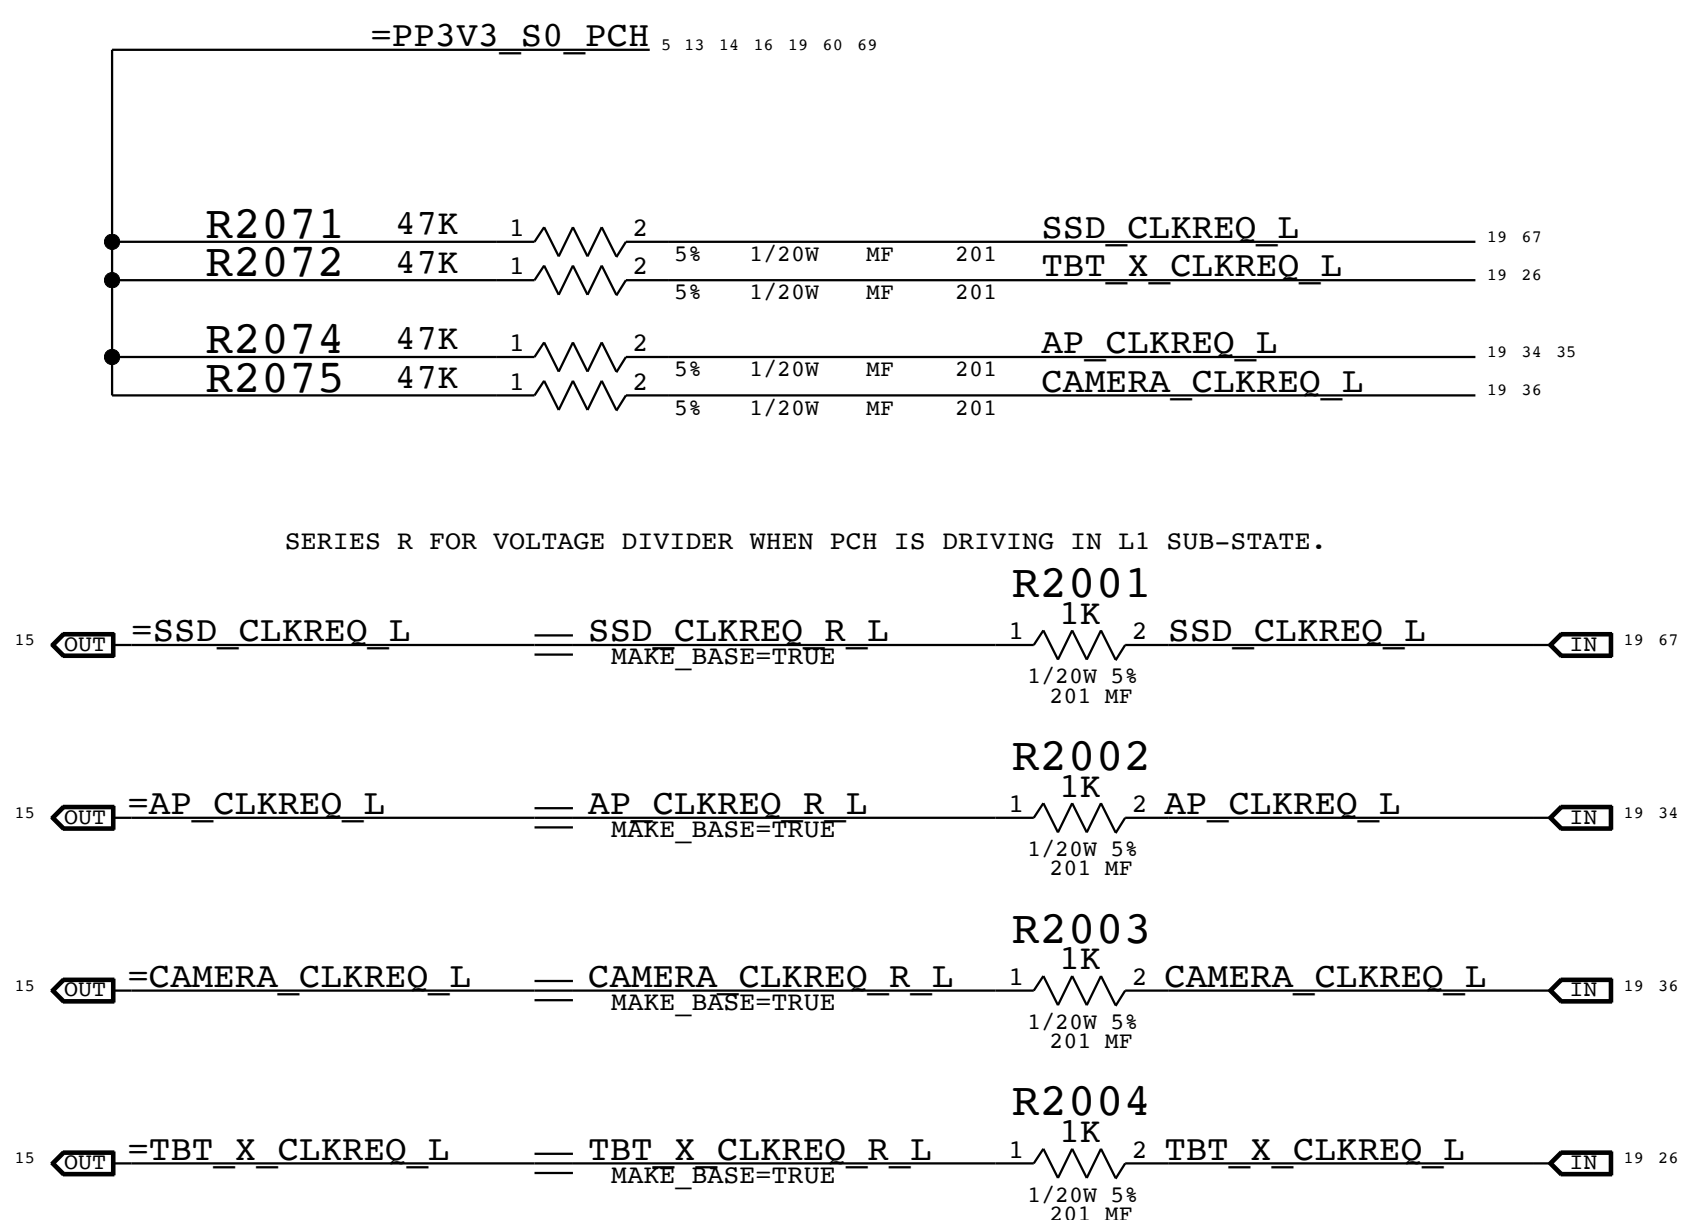 =PP3V3_S0_PCH 5 13 14 16 19 60 69
R2071 47K 1 2 SSD_CLKREQ_L 19 67
5% 1/20W MF 201
R2072 47K 1 2 TBT_X_CLKREQ_L 19 26
5% 1/20W MF 201
R2074 47K 1 2 AP_CLKREQ_L 19 34 35
5% 1/20W MF 201
R2075 47K 1 2 CAMERA_CLKREQ_L 19 36
5% 1/20W MF 201
SERIES R FOR VOLTAGE DIVIDER WHEN PCH IS DRIVING IN L1 SUB-STATE.
R2001
1K
15 OUT =SSD_CLKREQ_L SSD_CLKREQ_R_L 1 2 SSD_CLKREQ_L IN 19 67
MAKE_BASE=TRUE
1/20W 5%
201 MF
R2002
1K
15 OUT =AP_CLKREQ_L AP_CLKREQ_R_L 1 2 AP_CLKREQ_L IN 19 34
MAKE_BASE=TRUE
1/20W 5%
201 MF
R2003
1K
15 OUT =CAMERA_CLKREQ_L CAMERA_CLKREQ_R_L 1 2 CAMERA_CLKREQ_L IN 19 36
MAKE_BASE=TRUE
1/20W 5%
201 MF
R2004
1K
15 OUT =TBT_X_CLKREQ_L TBT_X_CLKREQ_R_L 1 2 TBT_X_CLKREQ_L IN 19 26
MAKE_BASE=TRUE
1/20W 5%
201 MF